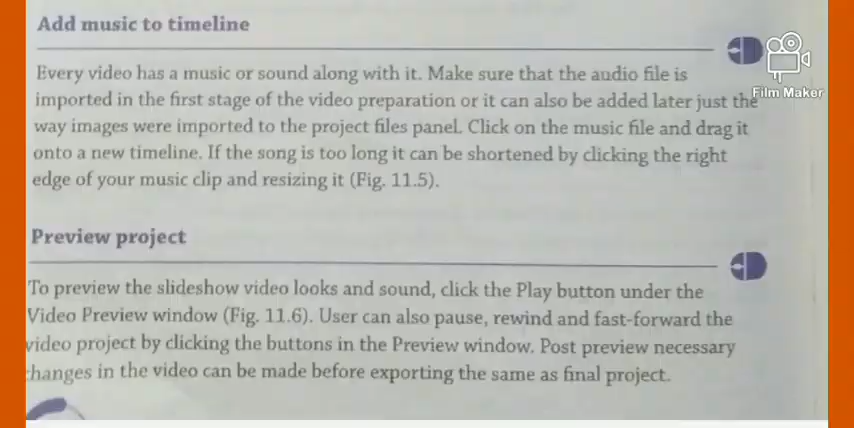 Add music to timeline
Film Maker
Every video has a music or sound along with it. Make sure that the audio file is
imported in the first stage of the video preparation or it can also be added later just the
way images were imported to the project files panel. Click on the music file and drag it
onto a new timeline. If the song is too long it can be shortened by clicking the right
edge of your music clip and resizing it (Fig. 11.5).
Preview project
To preview the slideshow video looks and sound, click the Play button under the
Video Preview window (Fig. 11.6). User can also pause, rewind and fast-forward the
video project by clicking the buttons in the Preview window. Post preview necessary
changes in the video can be made before exporting the same as final project.